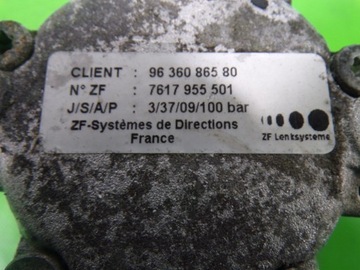 CLIENT : 96 360 865 80
N° ZF : 7617 955 501
J/S/A/P : 3/37/09/100 bar
ZF-Systèmes de Directions
France
ZF Lenksysteme